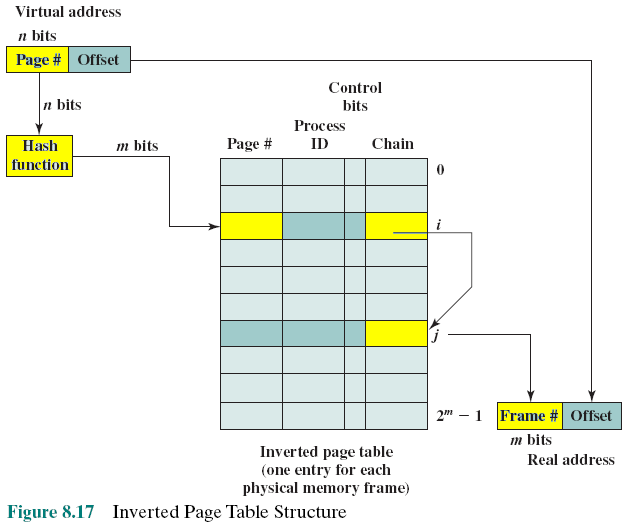 Virtual address
n bits
Page # Offset
n bits
Control
bits
Process
Page # ID Chain
Hash
function
m bits
0
i
j
2^m − 1
Frame # Offset
m bits
Real address
Inverted page table
(one entry for each
physical memory frame)
Figure 8.17 Inverted Page Table Structure